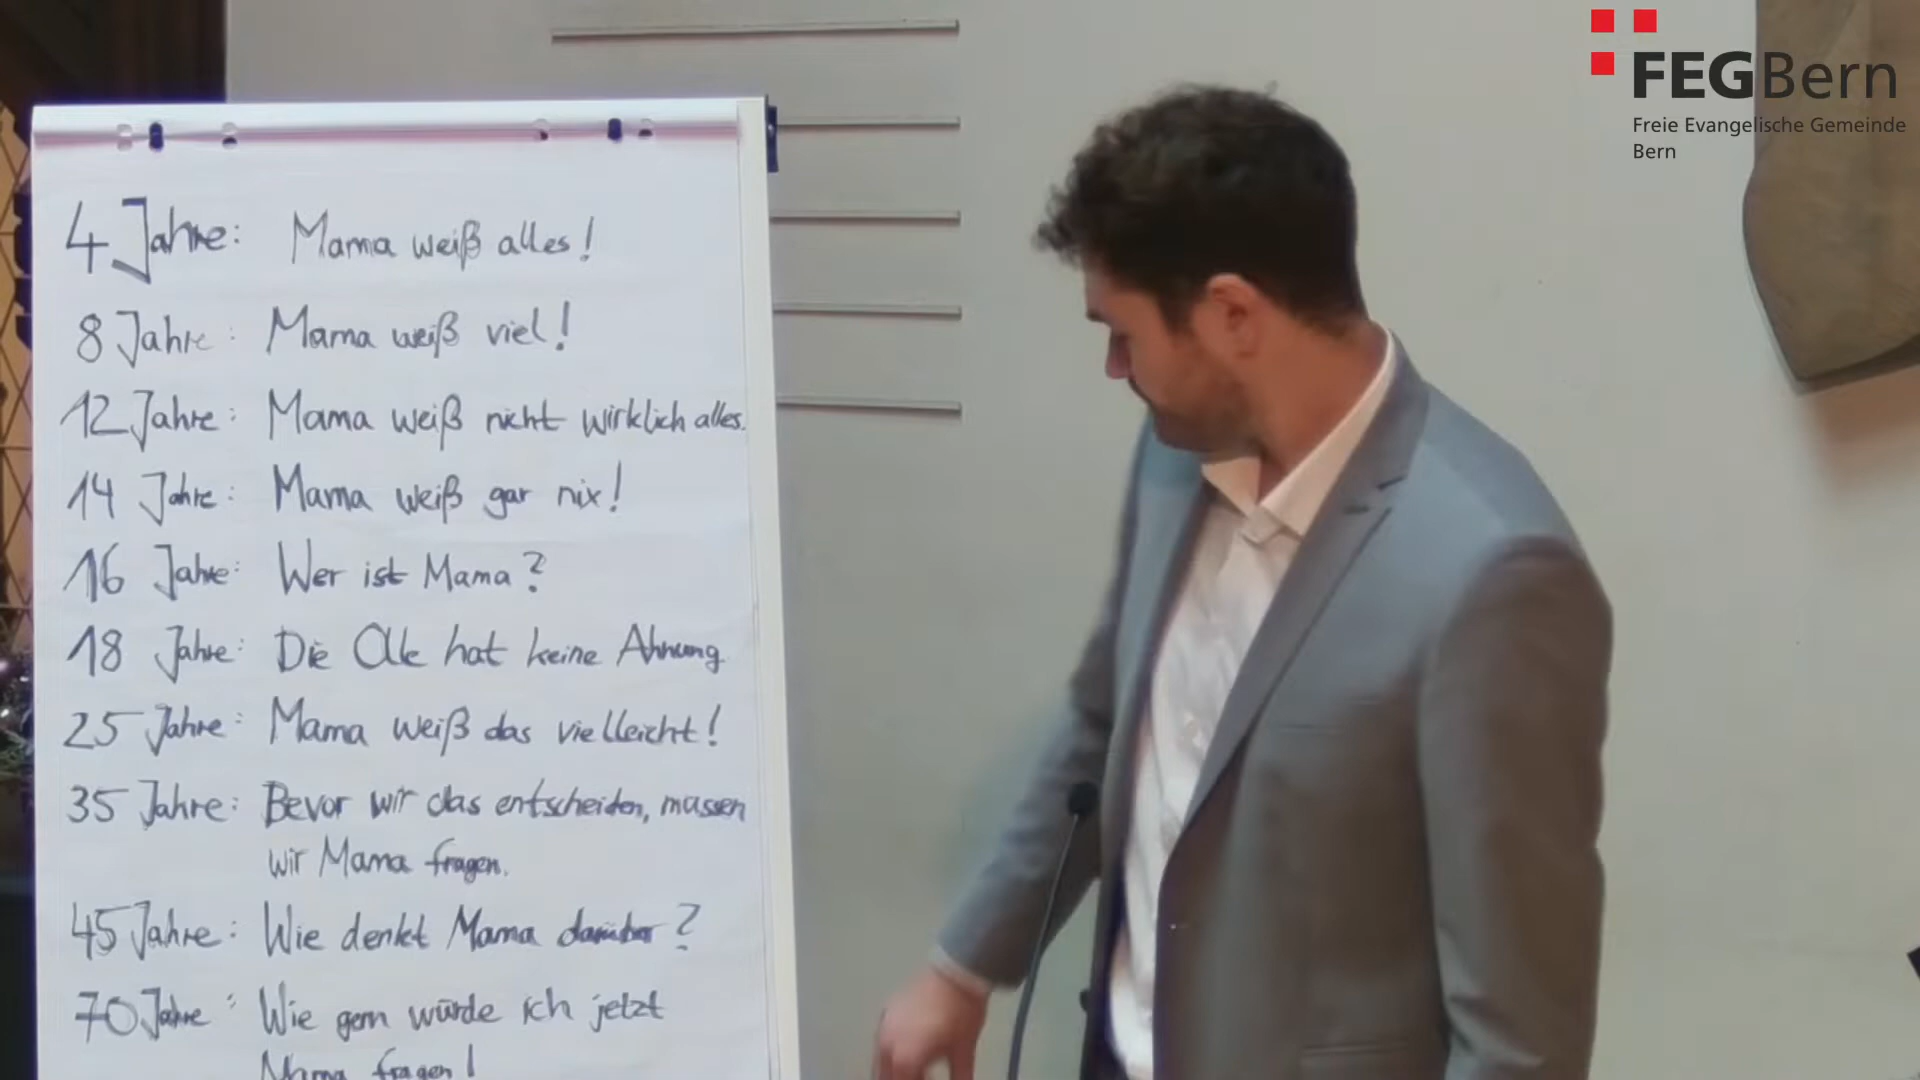 FEGBern
Freie Evangelische Gemeinde
Bern
4 Jahre: Mama weiß alles!
8 Jahre: Mama weiß viel!
12 Jahre: Mama weiß nicht wirklich alles.
14 Jahre: Mama weiß gar nix!
16 Jahre: Wer ist Mama?
18 Jahre: Die Alte hat keine Ahnung
25 Jahre: Mama weiß das vielleicht!
35 Jahre: Bevor wir das entscheiden, müssen
wir Mama fragen.
45 Jahre: Wie denkt Mama darüber?
70 Jahre: Wie gern würde ich jetzt
Mama fragen!